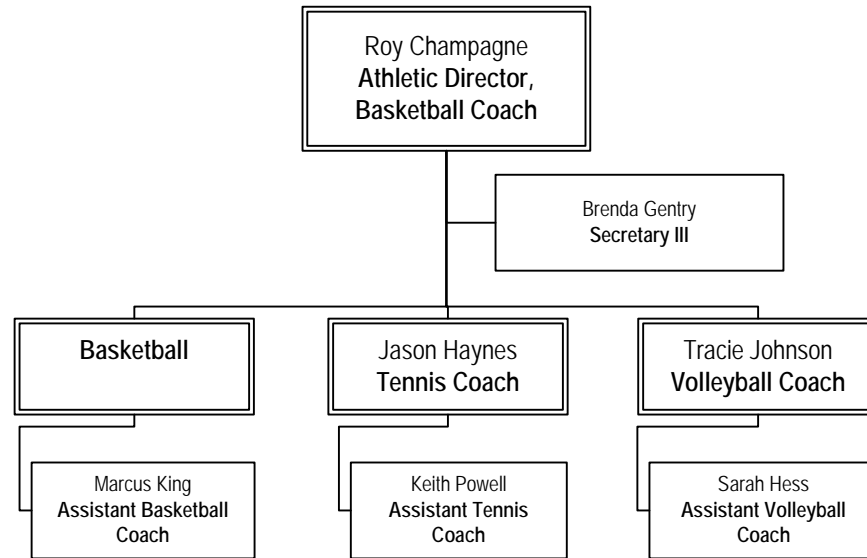 Roy Champagne
Athletic Director,
Basketball Coach
Brenda Gentry
Secretary III
Basketball
Jason Haynes
Tennis Coach
Tracie Johnson
Volleyball Coach
Marcus King
Assistant Basketball
Coach
Keith Powell
Assistant Tennis
Coach
Sarah Hess
Assistant Volleyball
Coach